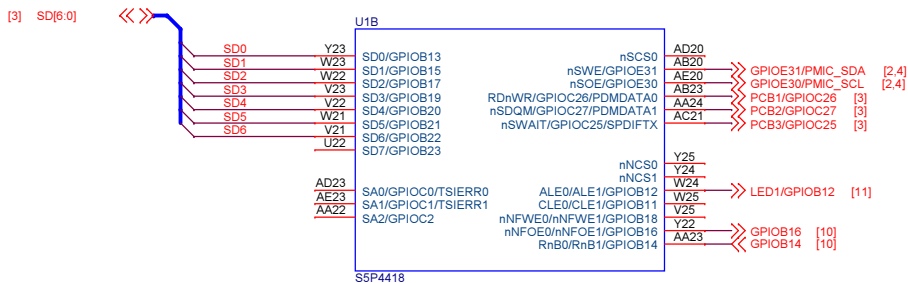 [3] SD[6:0]
U1B
SD0 Y23 SD0/GPIOB13
SD1 W23 SD1/GPIOB15
SD2 W22 SD2/GPIOB17
SD3 V23 SD3/GPIOB19
SD4 V22 SD4/GPIOB20
SD5 W21 SD5/GPIOB21
SD6 V21 SD6/GPIOB22
U22 SD7/GPIOB23
AD23 SA0/GPIOC0/TSIERR0
AE23 SA1/GPIOC1/TSIERR1
AA22 SA2/GPIOC2
nSCS0 AD20
nSWE/GPIOE31 AB20 GPIOE31/PMIC_SDA [2,4]
nSOE/GPIOE30 AE20 GPIOE30/PMIC_SCL [2,4]
RDnWR/GPIOC26/PDMDATA0 AB23 PCB1/GPIOC26 [3]
nSDQM/GPIOC27/PDMDATA1 AA24 PCB2/GPIOC27 [3]
nSWAIT/GPIOC25/SPDIFTX AC21 PCB3/GPIOC25 [3]
nNCS0 Y25
nNCS1 Y24
ALE0/ALE1/GPIOB12 W24 LED1/GPIOB12 [11]
CLE0/CLE1/GPIOB11 W25
nNFWE0/nNFWE1/GPIOB18 V25
nNFOE0/nNFOE1/GPIOB16 Y22 GPIOB16 [10]
RnB0/RnB1/GPIOB14 AA23 GPIOB14 [10]
S5P4418